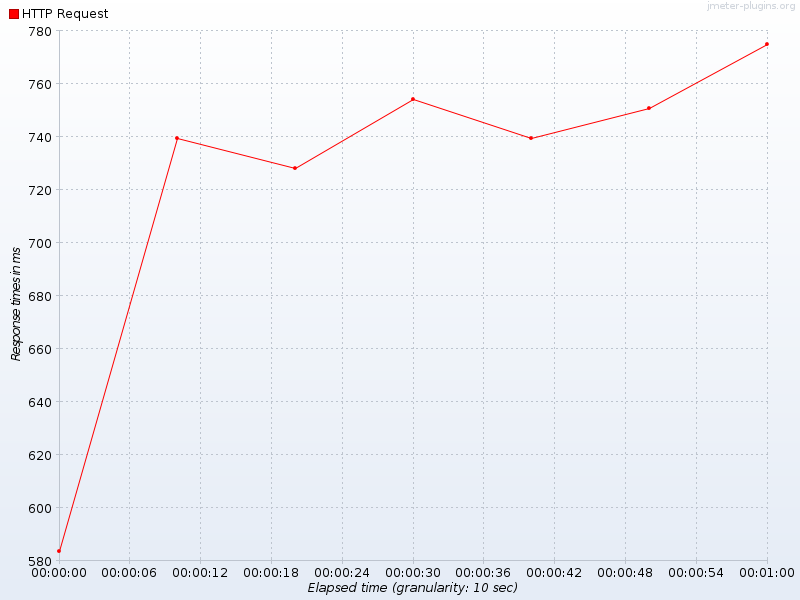 jmeter-plugins.org
HTTP Request
780
760
740
720
700
680
660
640
620
600
580
Response times in ms
00:00:00 00:00:06 00:00:12 00:00:18 00:00:24 00:00:30 00:00:36 00:00:42 00:00:48 00:00:54 00:01:00
Elapsed time (granularity: 10 sec)